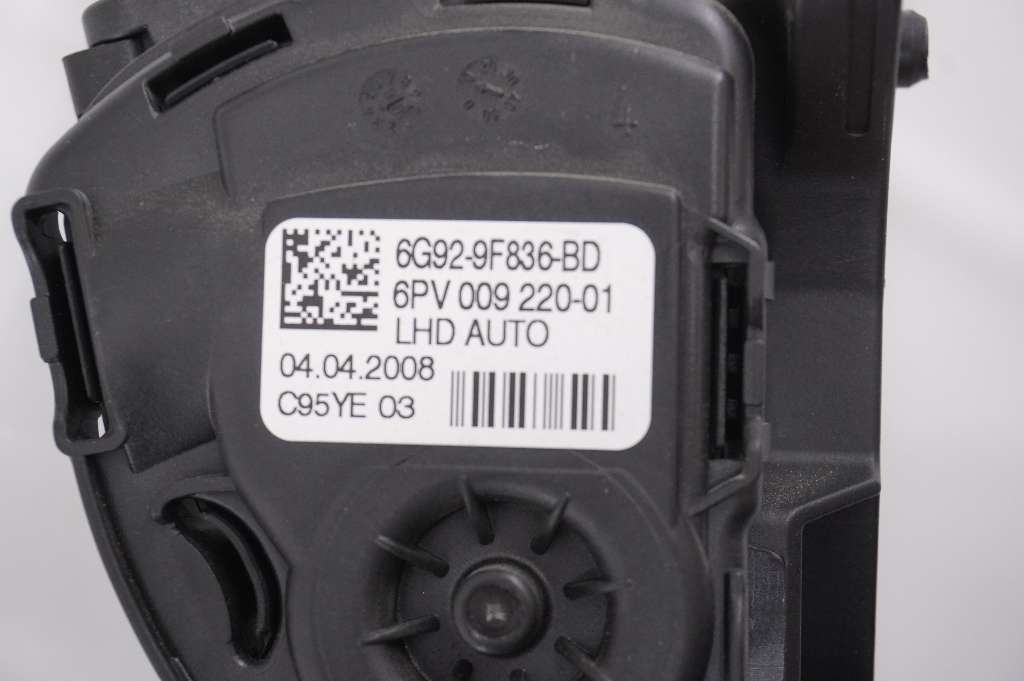 6G92-9F836-BD
6PV 009 220-01
LHD AUTO
04.04.2008
C95YE 03